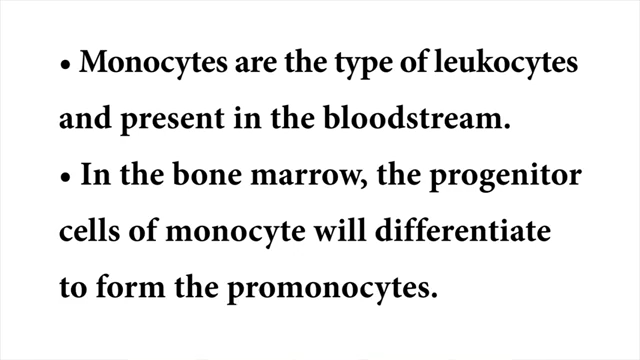 • Monocytes are the type of leukocytes
and present in the bloodstream.
• In the bone marrow, the progenitor
cells of monocyte will differentiate
to form the promonocytes.